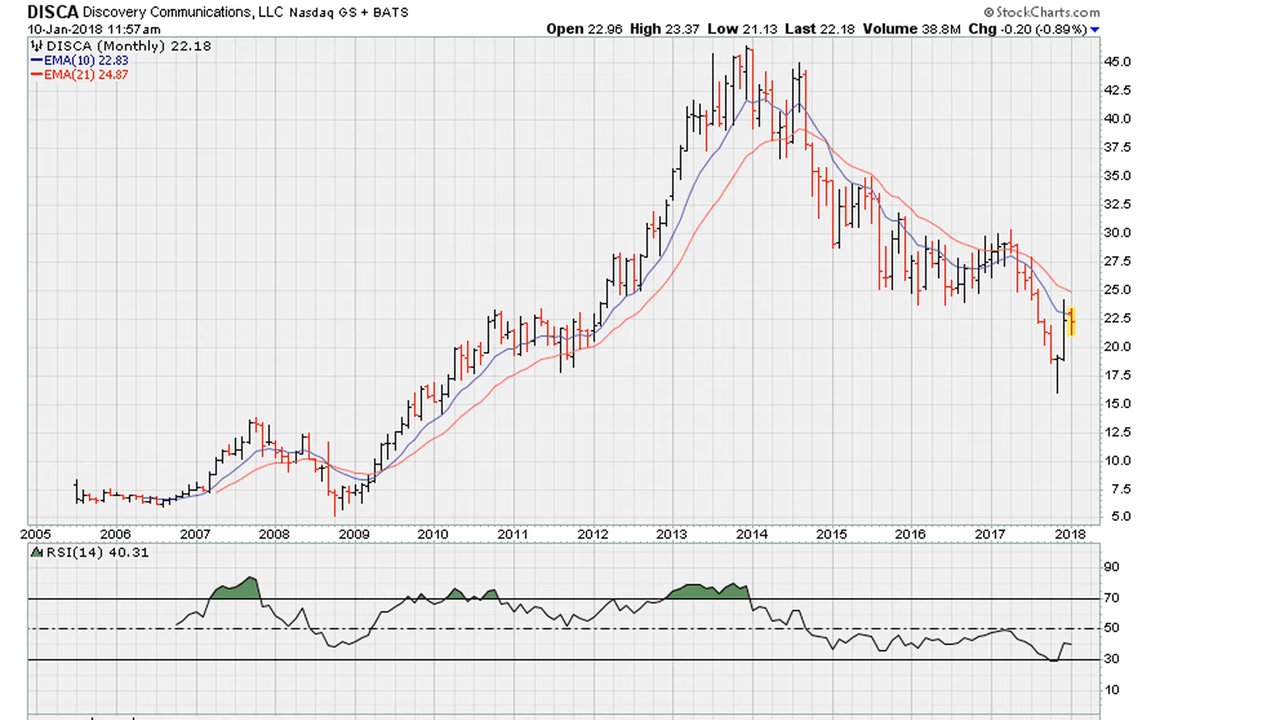 DISCA Discovery Communications, LLC Nasdaq GS + BATS
© StockCharts.com
10-Jan-2018 11:57am
Open 22.96 High 23.37 Low 21.13 Last 22.18 Volume 38.8M Chg -0.20 (-0.89%)
DISCA (Monthly) 22.18
EMA(10) 22.83
EMA(21) 24.87
45.0
42.5
40.0
37.5
35.0
32.5
30.0
27.5
25.0
22.5
20.0
17.5
15.0
12.5
10.0
7.5
5.0
2005 2006 2007 2008 2009 2010 2011 2012 2013 2014 2015 2016 2017 2018
RSI(14) 40.31
90
70
50
30
10